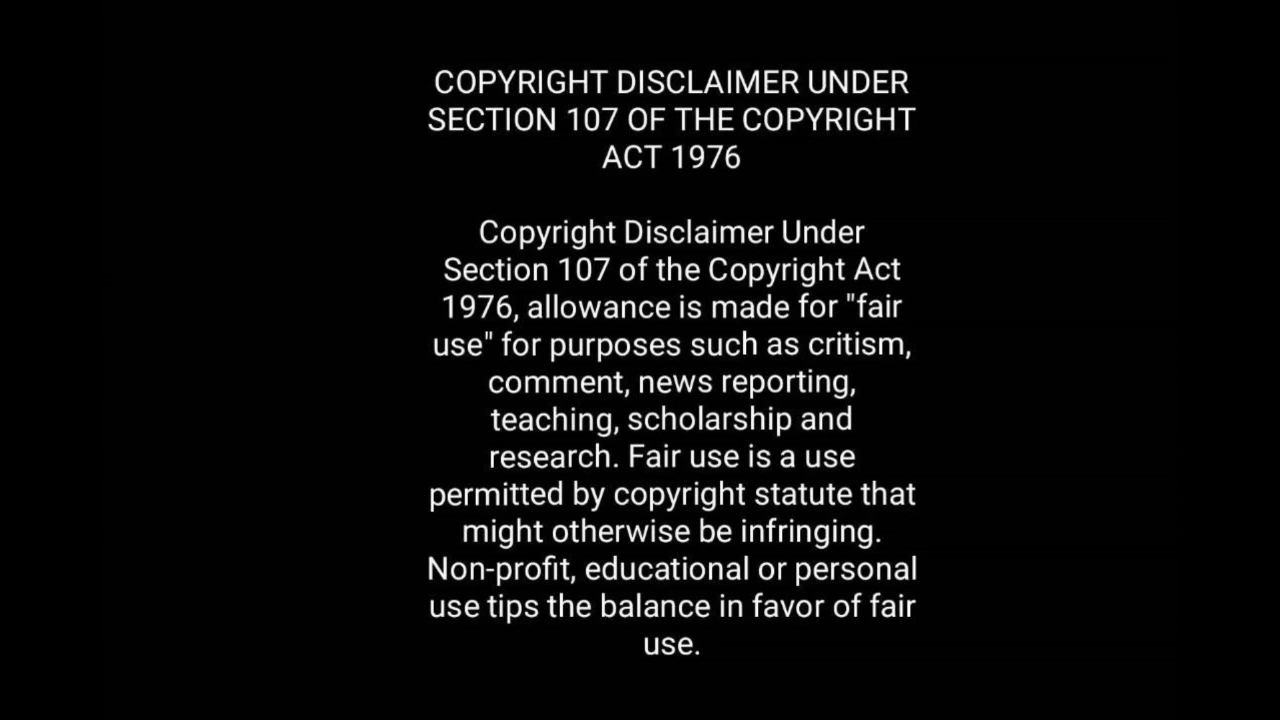 COPYRIGHT DISCLAIMER UNDER
SECTION 107 OF THE COPYRIGHT
ACT 1976
Copyright Disclaimer Under
Section 107 of the Copyright Act
1976, allowance is made for "fair
use" for purposes such as critism,
comment, news reporting,
teaching, scholarship and
research. Fair use is a use
permitted by copyright statute that
might otherwise be infringing.
Non-profit, educational or personal
use tips the balance in favor of fair
use.